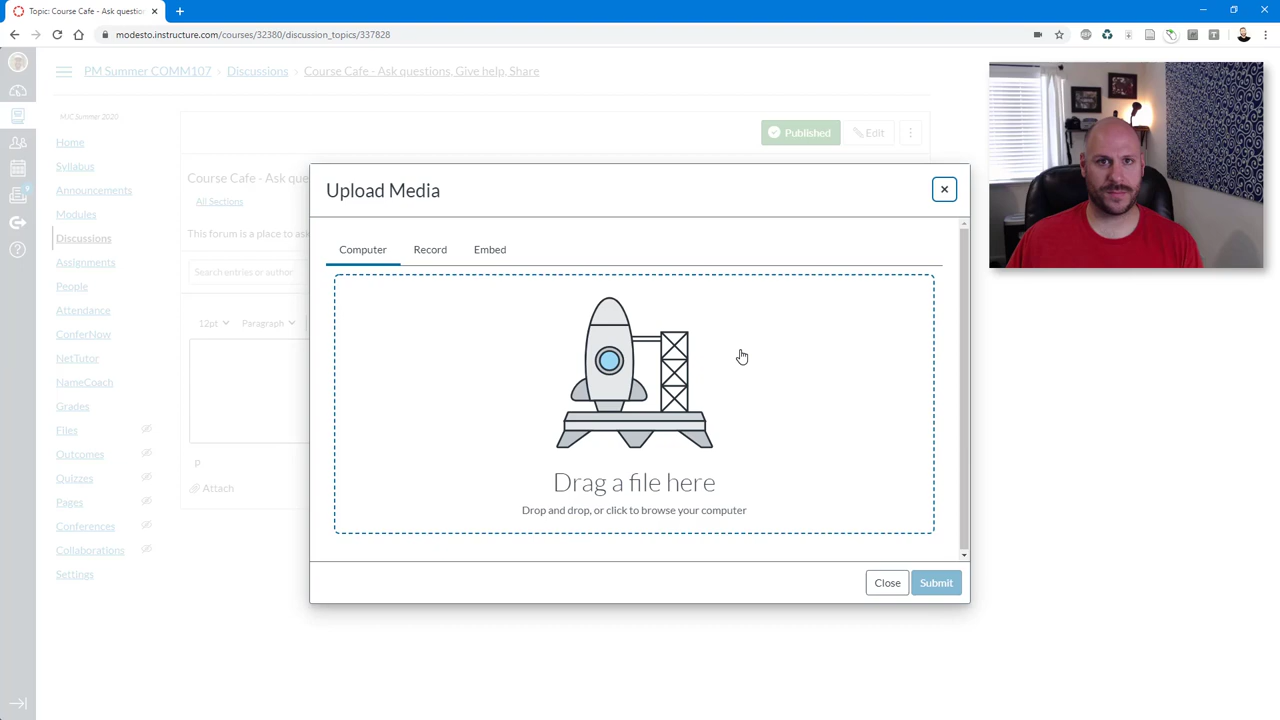 Topic: Course Cafe - Ask question
modesto.instructure.com/courses/32380/discussion_topics/337828
PM Summer COMM107
Discussions
Course Cafe - Ask questions, Give help, Share
MJC Summer 2020
Home
Syllabus
Announcements
Modules
Discussions
Assignments
People
Attendance
ConferNow
NetTutor
NameCoach
Grades
Files
Outcomes
Quizzes
Pages
Conferences
Collaborations
Settings
Published
Edit
Course Cafe - Ask que
All Sections
This forum is a place to as
Search entries or author
12pt
Paragraph
P
Attach
Upload Media
Computer
Record
Embed
Drag a file here
Drop and drop, or click to browse your computer
Close
Submit